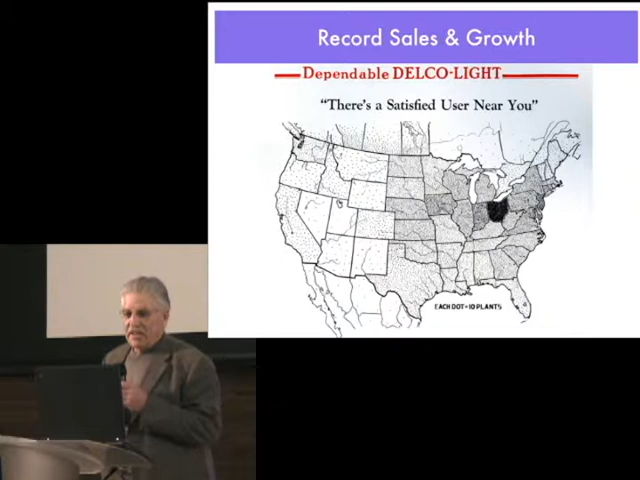 Record Sales & Growth
Dependable DELCO-LIGHT
"There's a Satisfied User Near You"
EACH DOT=10 PLANTS